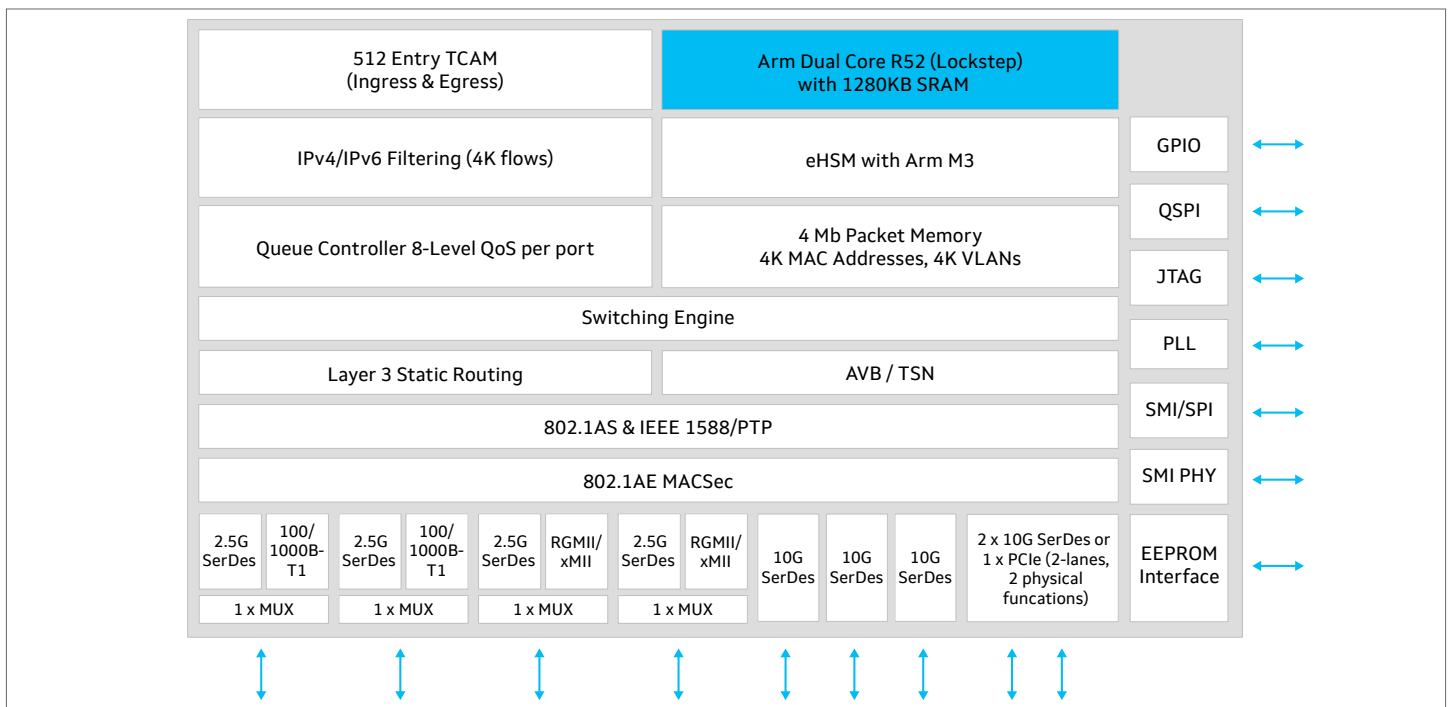 512 Entry TCAM
(Ingress & Egress)
Arm Dual Core R52 (Lockstep)
with 1280KB SRAM
IPv4/IPv6 Filtering (4K flows)
eHSM with Arm M3
GPIO
Queue Controller 8-Level QoS per port
4 Mb Packet Memory
4K MAC Addresses, 4K VLANs
QSPI
JTAG
Switching Engine
PLL
Layer 3 Static Routing
AVB / TSN
SMI/SPI
802.1AS & IEEE 1588/PTP
802.1AE MACSec
SMI PHY
2.5G
SerDes
100/
1000B-
T1
1 x MUX
2.5G
SerDes
100/
1000B-
T1
1 x MUX
2.5G
SerDes
RGMII/
xMII
1 x MUX
2.5G
SerDes
RGMII/
xMII
1 x MUX
10G
SerDes
10G
SerDes
10G
SerDes
2 x 10G SerDes or
1 x PCIe (2-lanes,
2 physical
funcations)
EEPROM
Interface